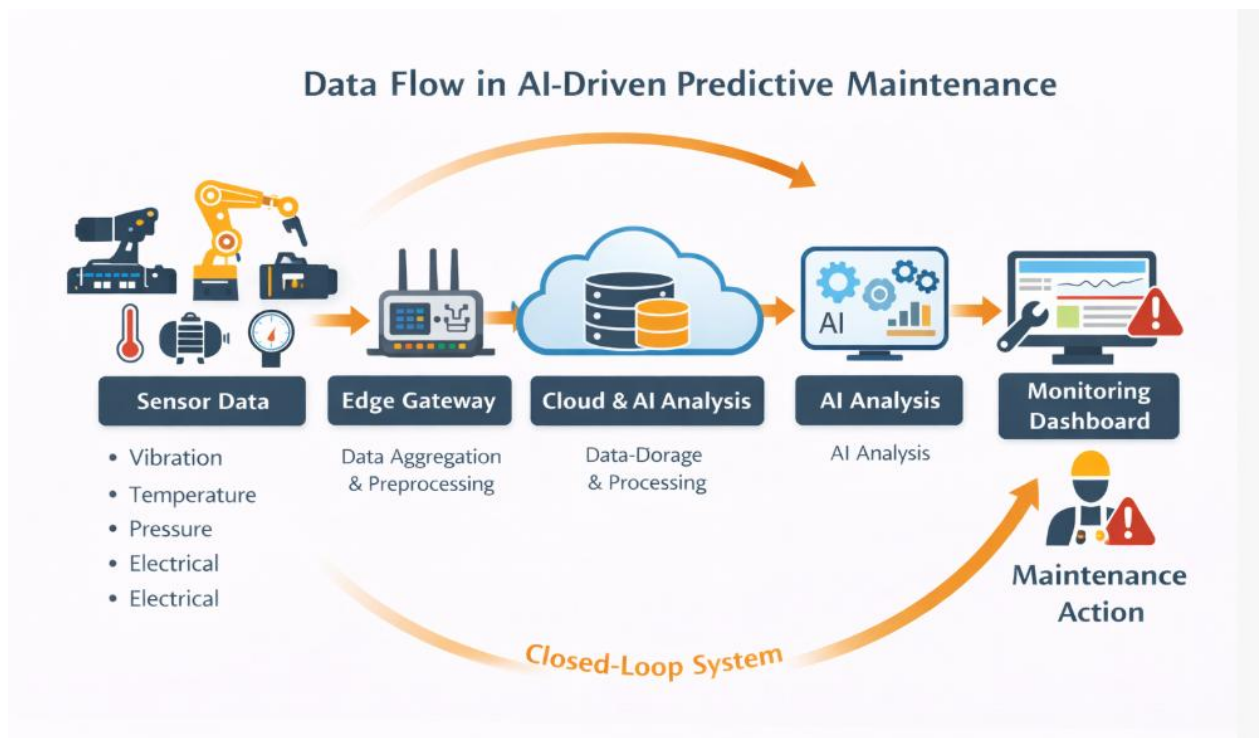 Data Flow in AI-Driven Predictive Maintenance
AI
Sensor Data
Edge Gateway
Cloud & AI Analysis
AI Analysis
Monitoring
Dashboard
• Vibration
• Temperature
• Pressure
• Electrical
• Electrical
Data Aggregation
& Preprocessing
Data-Dorage
& Processing
AI Analysis
Maintenance
Action
Closed-Loop System